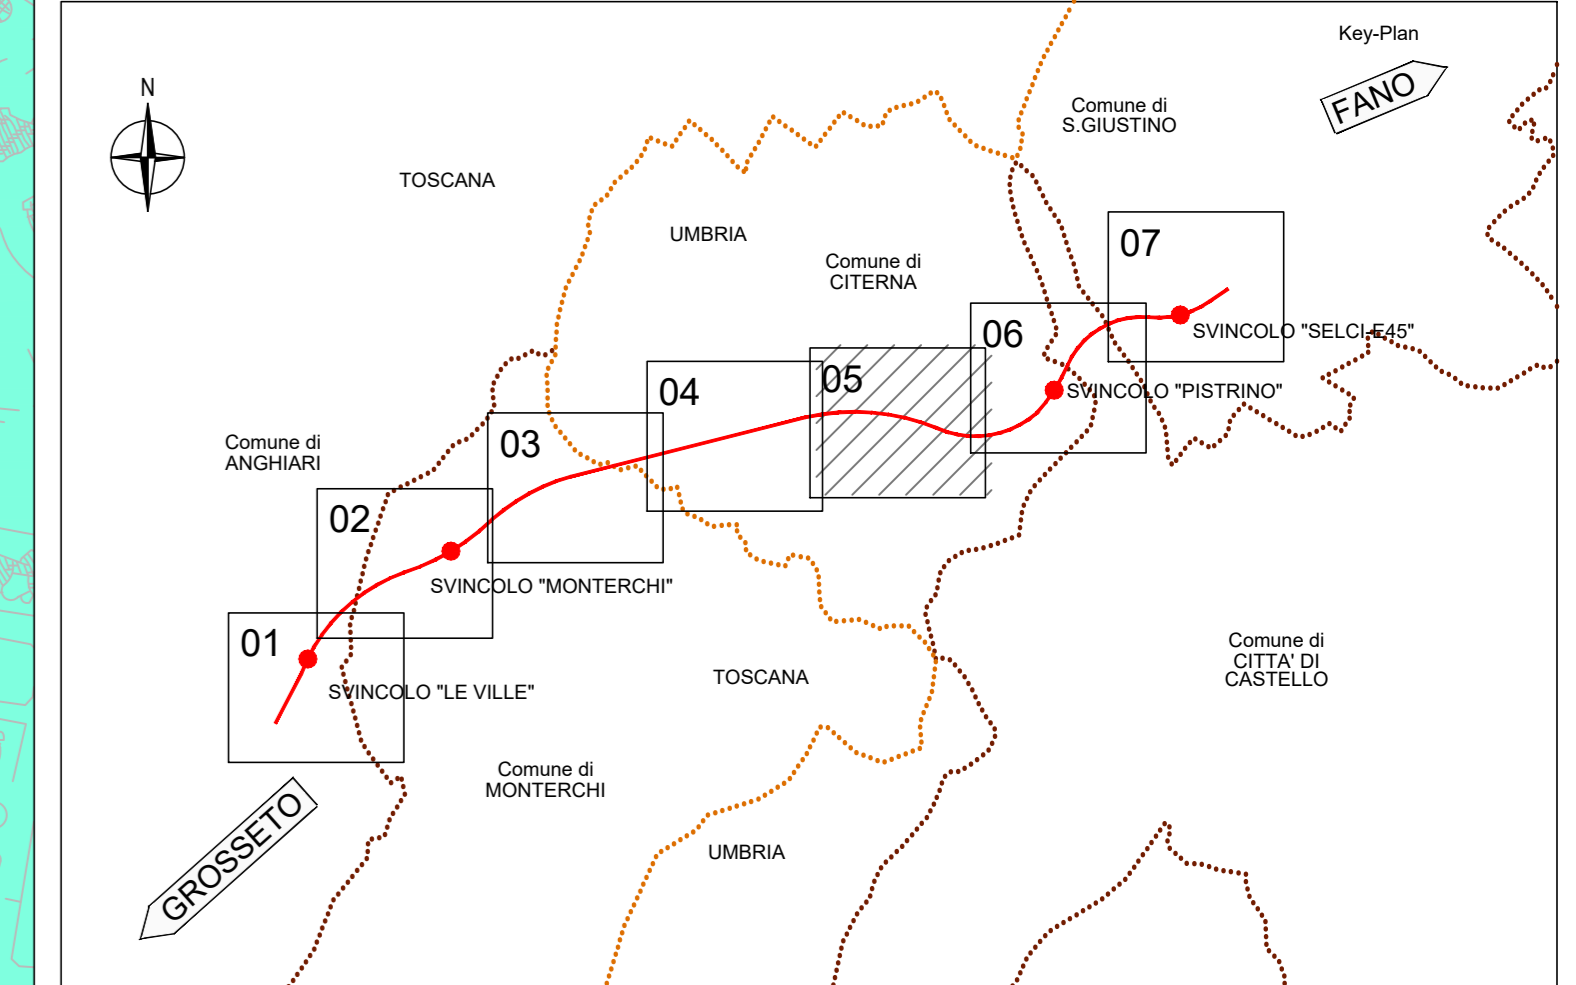 Key-Plan
N
FANO
Comune di
S.GIUSTINO
TOSCANA
UMBRIA
Comune di
CITERNA
07
06
SVINCOLO "SELCI-E45"
05
04
SVINCOLO "PISTRINO"
03
Comune di
ANGHIARI
02
SVINCOLO "MONTERCHI"
01
SVINCOLO "LE VILLE"
TOSCANA
Comune di
CITTA' DI
CASTELLO
Comune di
MONTERCHI
GROSSETO
UMBRIA